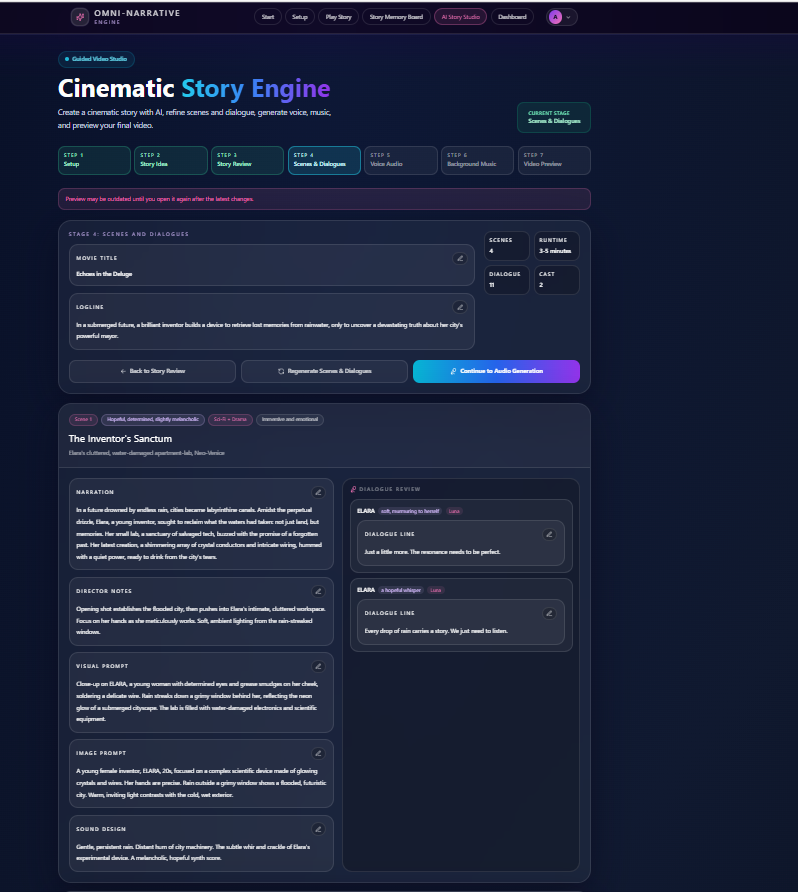 OMNI-NARRATIVE
ENGINE
Start
Setup
Play Story
Story Memory Board
AI Story Studio
Dashboard
A
Guided Video Studio
Cinematic Story Engine
Create a cinematic story with AI, refine scenes and dialogue, generate voice, music,
and preview your final video.
CURRENT STAGE
Scenes & Dialogues
STEP 1
Setup
STEP 2
Story Idea
STEP 3
Story Review
STEP 4
Scenes & Dialogues
STEP 5
Voice Audio
STEP 6
Background Music
STEP 7
Video Preview
Preview may be outdated until you open it again after the latest changes.
STAGE 4: SCENES AND DIALOGUES
MOVIE TITLE
Echoes in the Deluge
LOGLINE
In a submerged future, a brilliant inventor builds a device to retrieve lost memories from rainwater, only to uncover a devastating truth about her city's
powerful mayor.
SCENES
4
RUNTIME
3-5 minutes
DIALOGUE
11
CAST
2
← Back to Story Review
Regenerate Scenes & Dialogues
Continue to Audio Generation
Scene 1
Hopeful, determined, slightly melancholic
Sci-Fi + Drama
Immersive and emotional
The Inventor's Sanctum
Elara's cluttered, water-damaged apartment-lab, Neo-Venice
NARRATION
In a future drowned by endless rain, cities became labyrinthine canals. Amidst the perpetual
drizzle, Elara, a young inventor, sought to reclaim what the waters had taken: not just land, but
memories. Her small lab, a sanctuary of salvaged tech, buzzed with the promise of a forgotten
past. Her latest creation, a shimmering array of crystal conductors and intricate wiring, hummed
with a quiet power, ready to drink from the city's tears.
DIRECTOR NOTES
Opening shot establishes the flooded city, then pushes into Elara's intimate, cluttered workspace.
Focus on her hands as she meticulously works. Soft, ambient lighting from the rain-streaked
windows.
VISUAL PROMPT
Close-up on ELARA, a young woman with determined eyes and grease smudges on her cheek,
soldering a delicate wire. Rain streaks down a grimy window behind her, reflecting the neon
glow of a submerged cityscape. The lab is filled with water-damaged electronics and scientific
equipment.
IMAGE PROMPT
A young female inventor, ELARA, 20s, focused on a complex scientific device made of glowing
crystals and wires. Her hands are precise. Rain outside a grimy window shows a flooded, futuristic
city. Warm, inviting light contrasts with the cold, wet exterior.
SOUND DESIGN
Gentle, persistent rain. Distant hum of city machinery. The subtle whir and crackle of Elara's
experimental device. A melancholic, hopeful synth score.
DIALOGUE REVIEW
ELARA
soft, murmuring to herself
Luna
DIALOGUE LINE
Just a little more. The resonance needs to be perfect.
ELARA
a hopeful whisper
Luna
DIALOGUE LINE
Every drop of rain carries a story. We just need to listen.